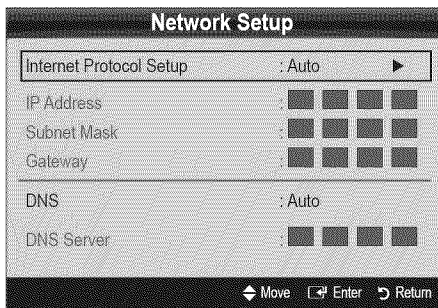 Network Setup
Internet Protocol Setup : Auto
IP Address :
Subnet Mask :
Gateway :
DNS : Auto
DNS Server :
Move Enter Return